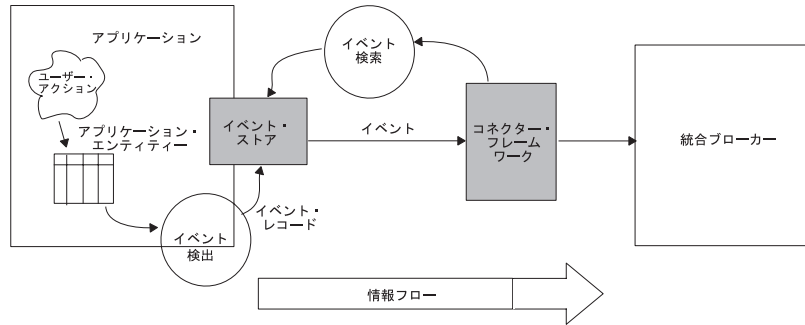 アプリケーション
ユーザー・
アクション
アプリケーション・
エンティティー
イベント
検出
イベント・
レコード
イベント・
ストア
イベント
検索
イベント
コネクター・
フレーム
ワーク
統合ブローカー
情報フロー